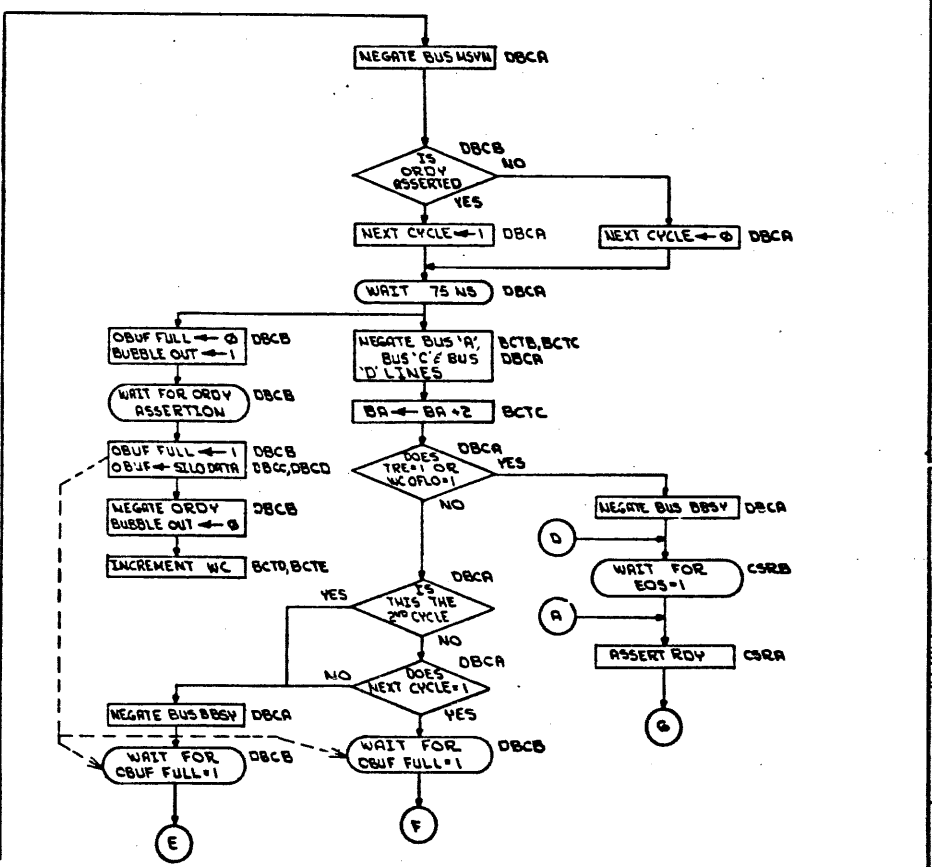 NEGATE BUS MSYN DBCA
DBCB
IS
ORDY
ASSERTED
NO
YES
NEXT CYCLE ← 1 DBCA
NEXT CYCLE ← 0 DBCA
WAIT 75 NS DBCA
OBUF FULL ← 0 DBCB
BUBBLE OUT ← 1
NEGATE BUS 'A', BCTB, BCTC
BUS 'C' & BUS DBCA
'D' LINES
WAIT FOR ORDY DBCB
ASSERTION
BA ← BA +2 BCTC
OBUF FULL ← 1 DBCB
OBUF ← SILO DATA DBCC, DBCD
DBCA
DOES
TRE=1 OR
WC OFLO=1
YES
NO
NEGATE ORDY DBCB
BUBBLE OUT ← 0
NEGATE BUS BBSY DBCA
D
INCREMENT WC BCTD, BCTE
WAIT FOR CSRB
EOS=1
DBCA
IS
THIS THE
2ND CYCLE
YES
NO
A
ASSERT RDY CSRA
DBCA
DOES
NEXT CYCLE=1
NO
YES
NEGATE BUS BBSY DBCA
WAIT FOR DBCB
OBUF FULL=1
WAIT FOR DBCB
OBUF FULL=1
E
F